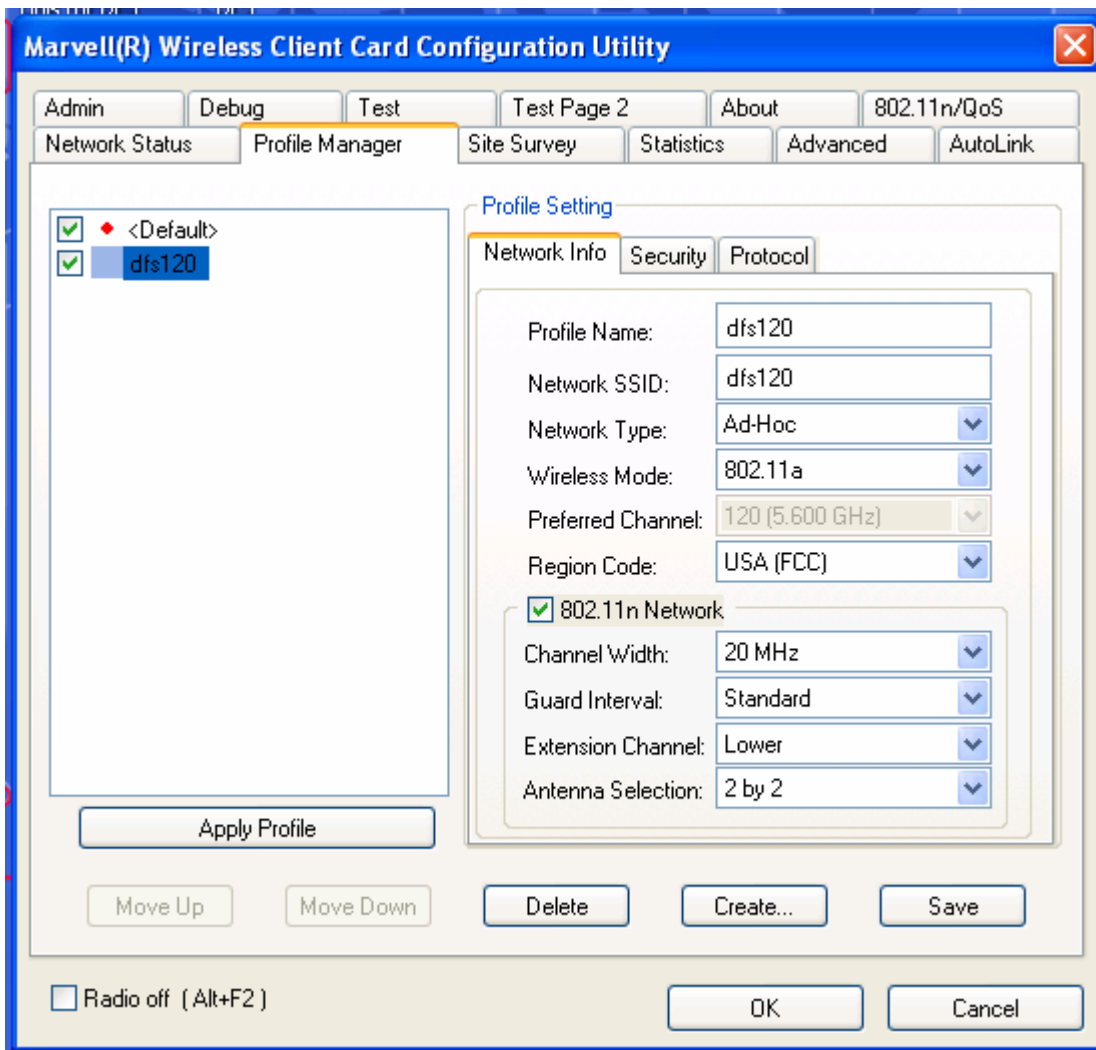 Marvell(R) Wireless Client Card Configuration Utility
Admin Debug Test Test Page 2 About 802.11n/QoS
Network Status Profile Manager Site Survey Statistics Advanced AutoLink
<Default>
dfs120
Profile Setting
Network Info Security Protocol
Profile Name: dfs120
Network SSID: dfs120
Network Type: Ad-Hoc
Wireless Mode: 802.11a
Preferred Channel: 120 (5.600 GHz)
Region Code: USA (FCC)
802.11n Network
Channel Width: 20 MHz
Guard Interval: Standard
Extension Channel: Lower
Antenna Selection: 2 by 2
Apply Profile
Move Up Move Down Delete Create... Save
Radio off ( Alt+F2 )
OK Cancel